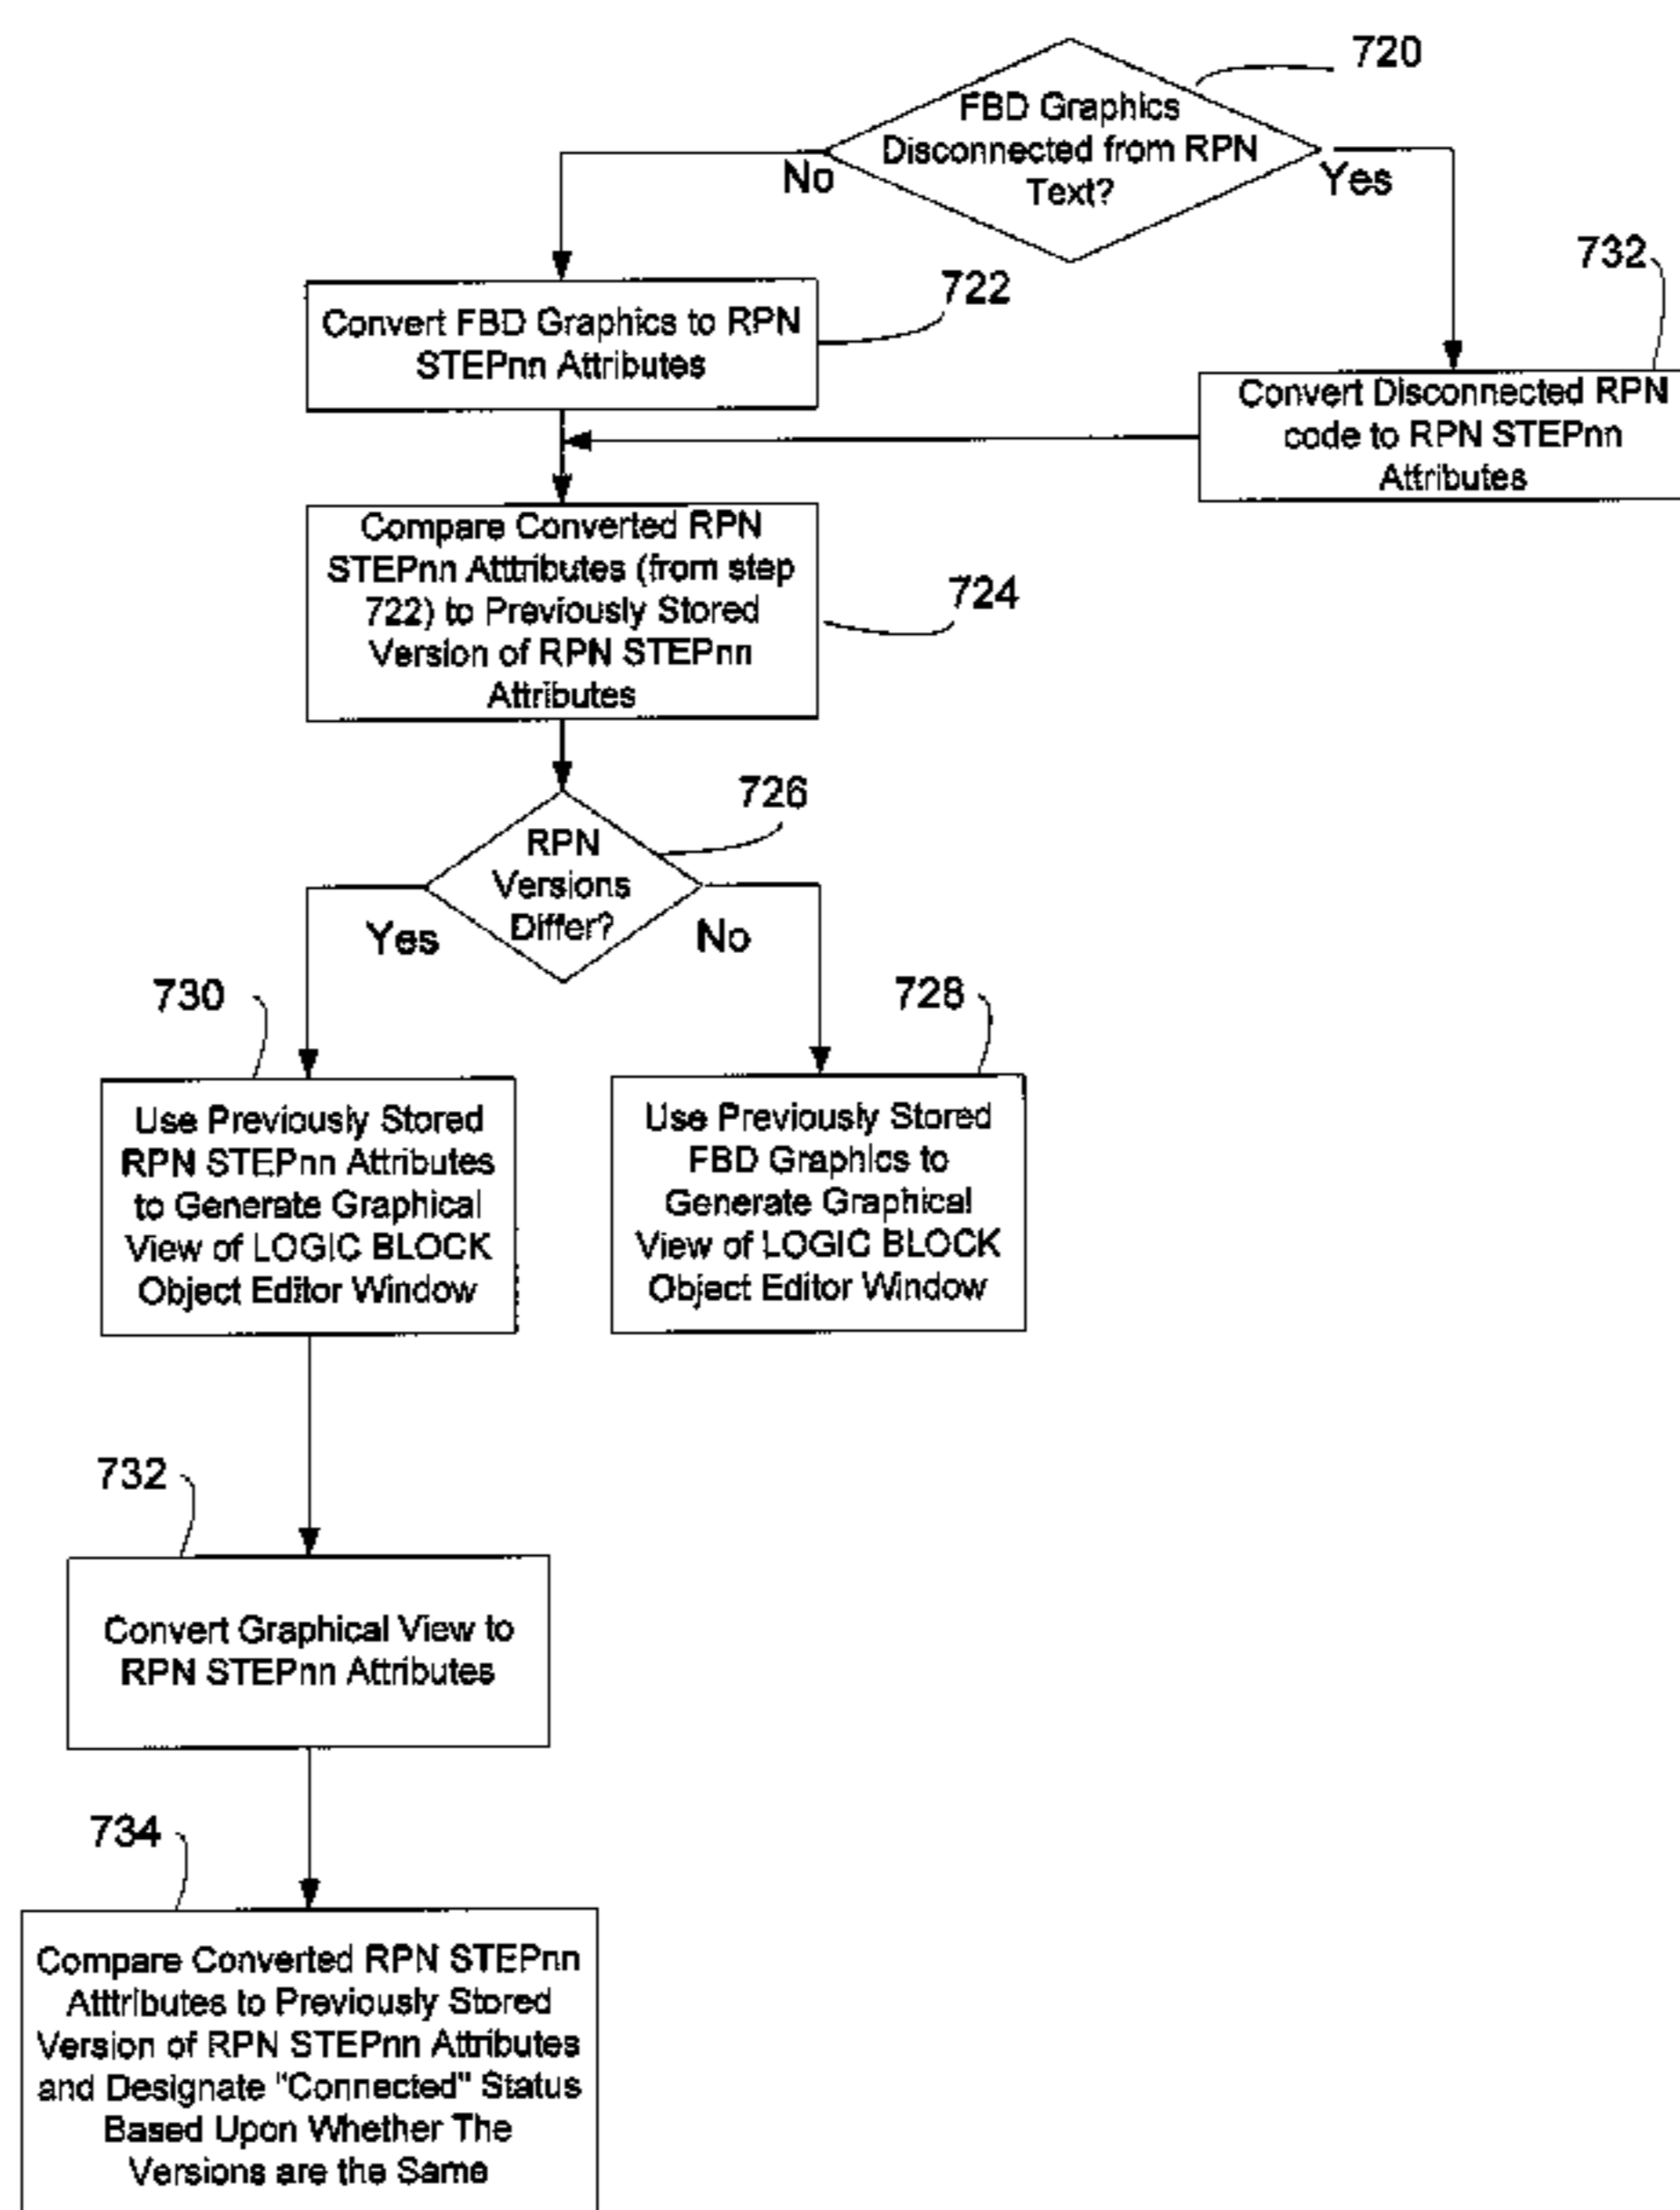 720
FBD Graphics
Disconnected from RPN
Text?
No
Yes
732
722
Convert FBD Graphics to RPN
STEPnn Attributes
Convert Disconnected RPN
code to RPN STEPnn
Attributes
Compare Converted RPN
STEPnn Atttributes (from step
722) to Previously Stored
Version of RPN STEPnn
Attributes
724
726
RPN
Versions
Differ?
Yes
No
730
728
Use Previously Stored
RPN STEPnn Attributes
to Generate Graphical
View of LOGIC BLOCK
Object Editor Window
Use Previously Stored
FBD Graphics to
Generate Graphical
View of LOGIC BLOCK
Object Editor Window
732
Convert Graphical View to
RPN STEPnn Attributes
734
Compare Converted RPN STEPnn
Atttributes to Previously Stored
Version of RPN STEPnn Attributes
and Designate "Connected" Status
Based Upon Whether The
Versions are the Same